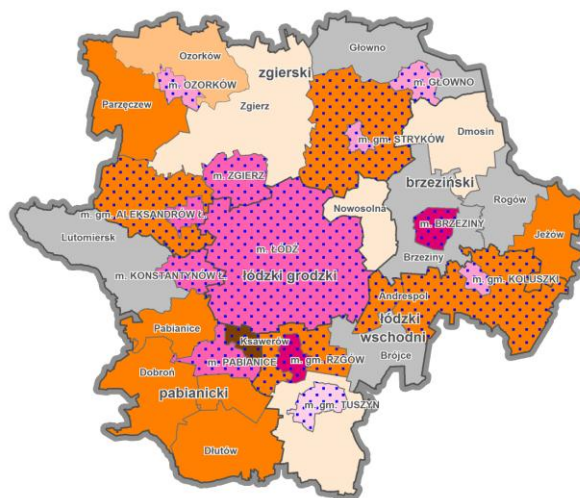 Ozorków
zgierski
Głowno
m. OZORKÓW
m. GŁOWNO
Parzęczew
Zgierz
Dmosin
m. gm. STRYKÓW
m. ZGIERZ
brzeziński
m. gm. ALEKSANDRÓW Ł.
Nowosolna
Rogów
m. BRZEZINY
Jeżów
Lutomiersk
m. ŁÓDŹ
Brzeziny
m. KONSTANTYNÓW Ł.
łódzki grodzki
m. gm. KOLUSZKI
Andrespol
łódzki
wschodni
Pabianice
Ksawerów
Brójce
m. PABIANICE
m. gm. RZGÓW
Dobroń
pabianicki
m. gm. TUSZYN
Dłutów